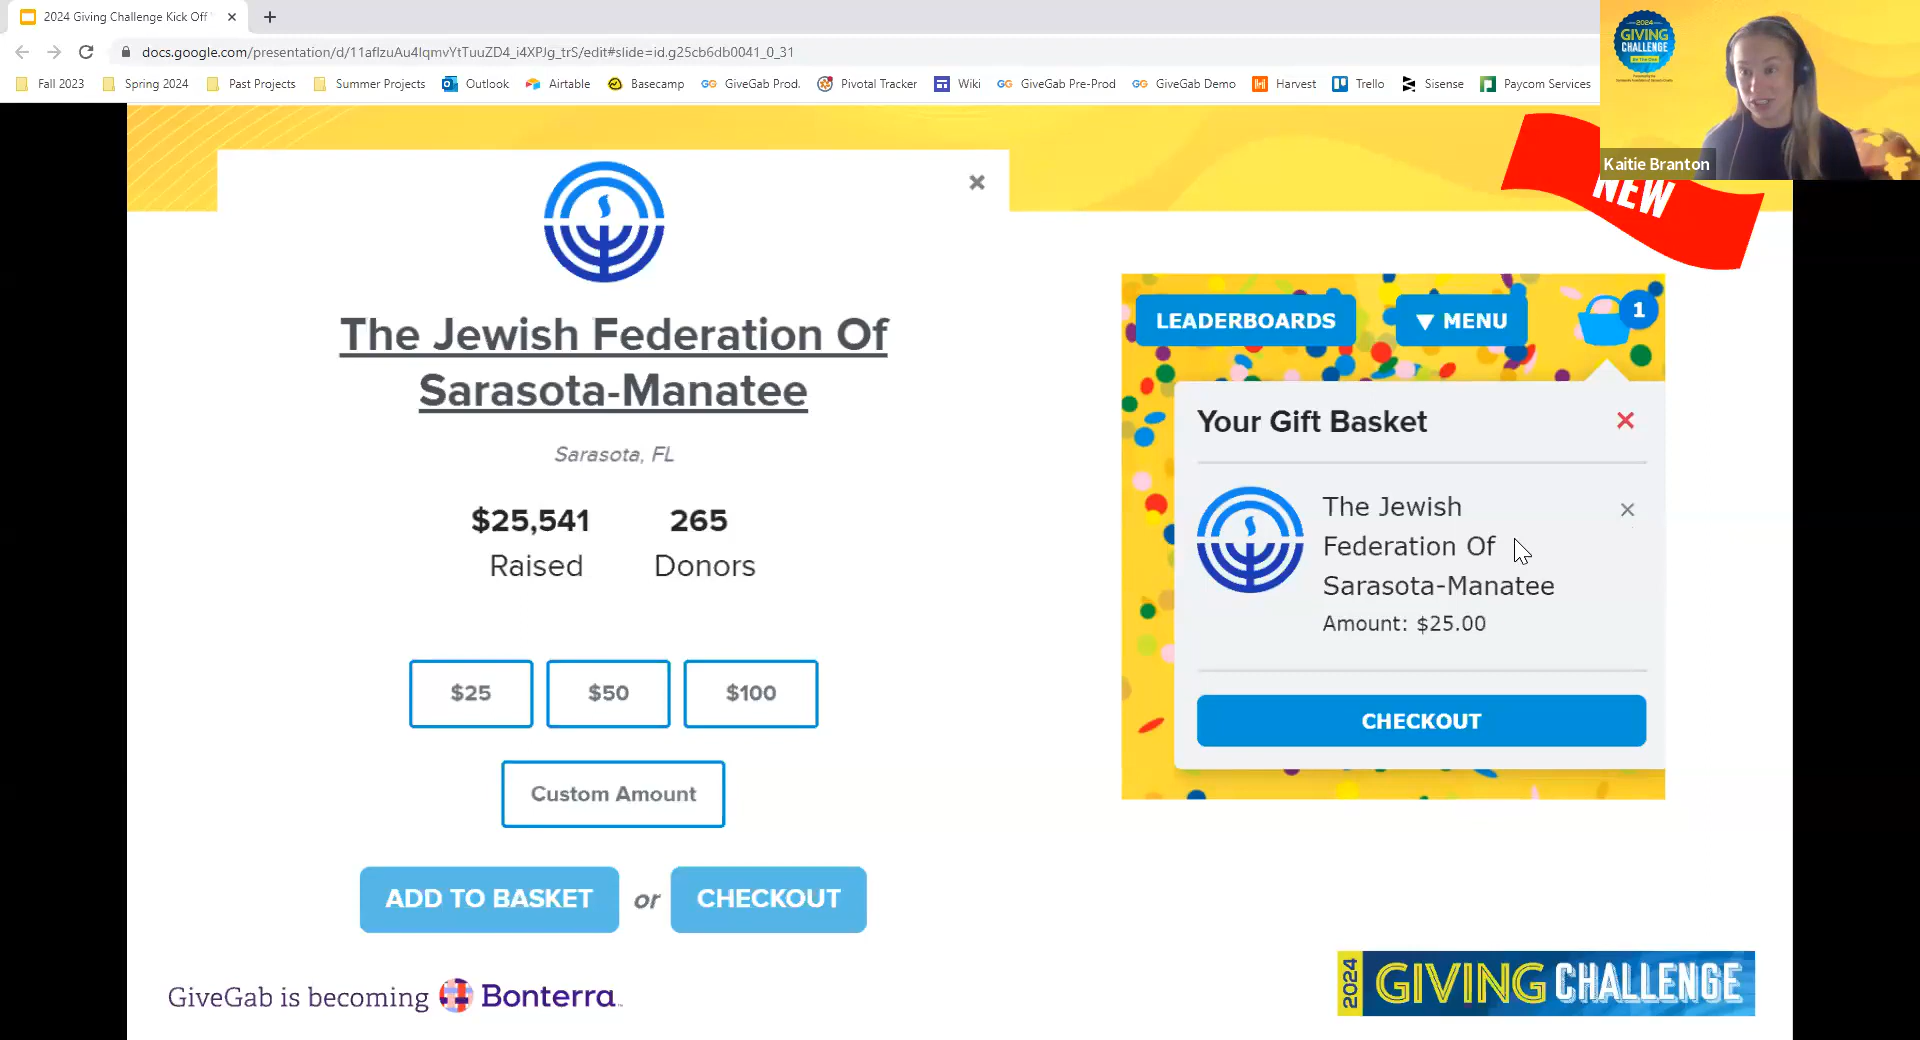 2024 Giving Challenge Kick Off
docs.google.com/presentation/d/11aflzuAu4lqmvYtTuuZD4_i4XPJg_trS/edit#slide=id.g25cb6db0041_0_31
Fall 2023
Spring 2024
Past Projects
Summer Projects
Outlook
Airtable
Basecamp
GiveGab Prod.
Pivotal Tracker
Wiki
GiveGab Pre-Prod
GiveGab Demo
Harvest
Trello
Sisense
Paycom Services
2024
GIVING
CHALLENGE
Kaitie Branton
NEW
The Jewish Federation Of
Sarasota-Manatee
Sarasota, FL
$25,541
Raised
265
Donors
$25
$50
$100
Custom Amount
ADD TO BASKET or CHECKOUT
LEADERBOARDS
MENU
1
Your Gift Basket
The Jewish
Federation Of
Sarasota-Manatee
Amount: $25.00
CHECKOUT
GiveGab is becoming Bonterra
2024 GIVING CHALLENGE